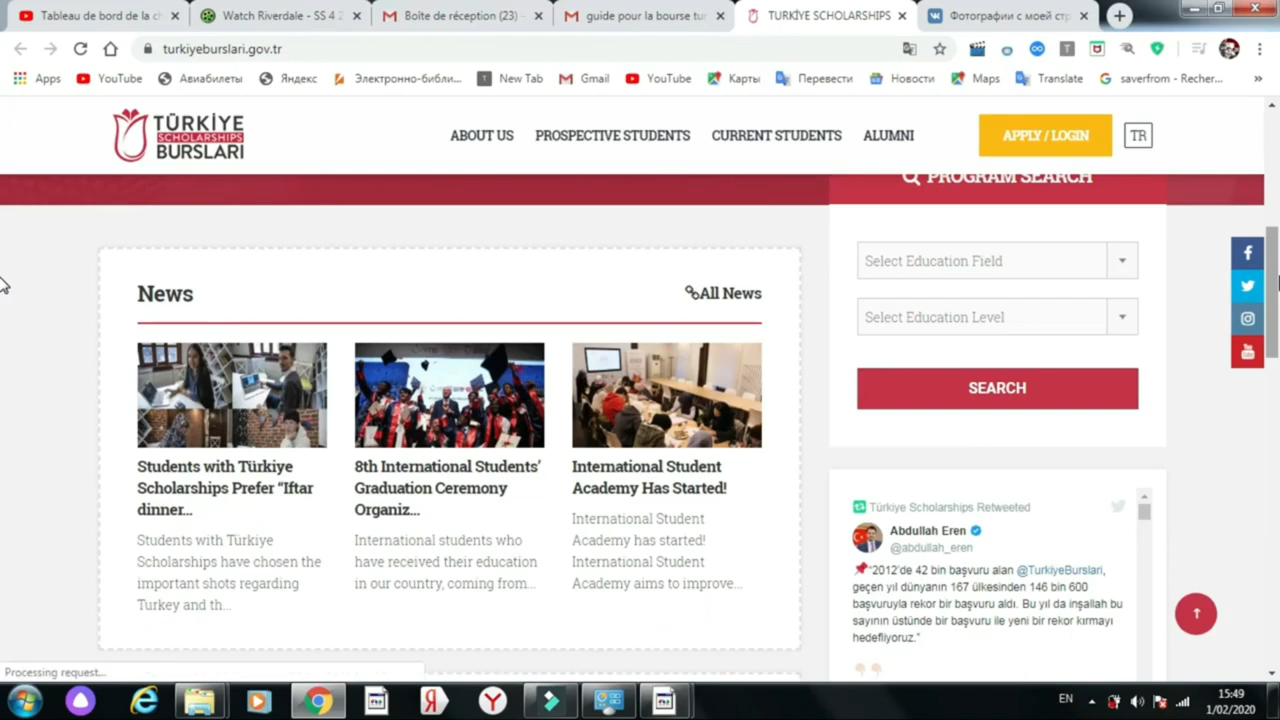 Tableau de bord de la ch
Watch Riverdale - SS 4 2
Boîte de réception (23) -
guide pour la bourse tur
TÜRKİYE SCHOLARSHIPS
Фотографии с моей стр
turkiyeburslari.gov.tr
Apps
YouTube
Авиабилеты
Яндекс
Электронно-библи...
New Tab
Gmail
YouTube
Карты
Перевести
Новости
Maps
Translate
saverfrom - Recher...
»
TÜRKİYE
SCHOLARSHIPS
BURSLARI
ABOUT US
PROSPECTIVE STUDENTS
CURRENT STUDENTS
ALUMNI
APPLY / LOGIN
TR
PROGRAM SEARCH
Select Education Field
Select Education Level
SEARCH
News
All News
Students with Türkiye
Scholarships Prefer “Iftar
dinner...
Students with Türkiye
Scholarships have chosen the
important shots regarding
Turkey and th...
8th International Students’
Graduation Ceremony
Organiz...
International students who
have received their education
in our country, coming from...
International Student
Academy Has Started!
International Student
Academy has started!
International Student
Academy aims to improve...
Türkiye Scholarships Retweeted
Abdullah Eren
@abdullah_eren
“2012’de 42 bin başvuru alan @TurkiyeBurslari,
geçen yıl dünyanın 167 ülkesinden 146 bin 600
başvuruyla rekor bir başvuru aldı. Bu yıl da inşallah bu
sayının üstünde bir başvuru ile yeni bir rekor kırmayı
hedefliyoruz.”
Processing request...
EN
15:49
1/02/2020